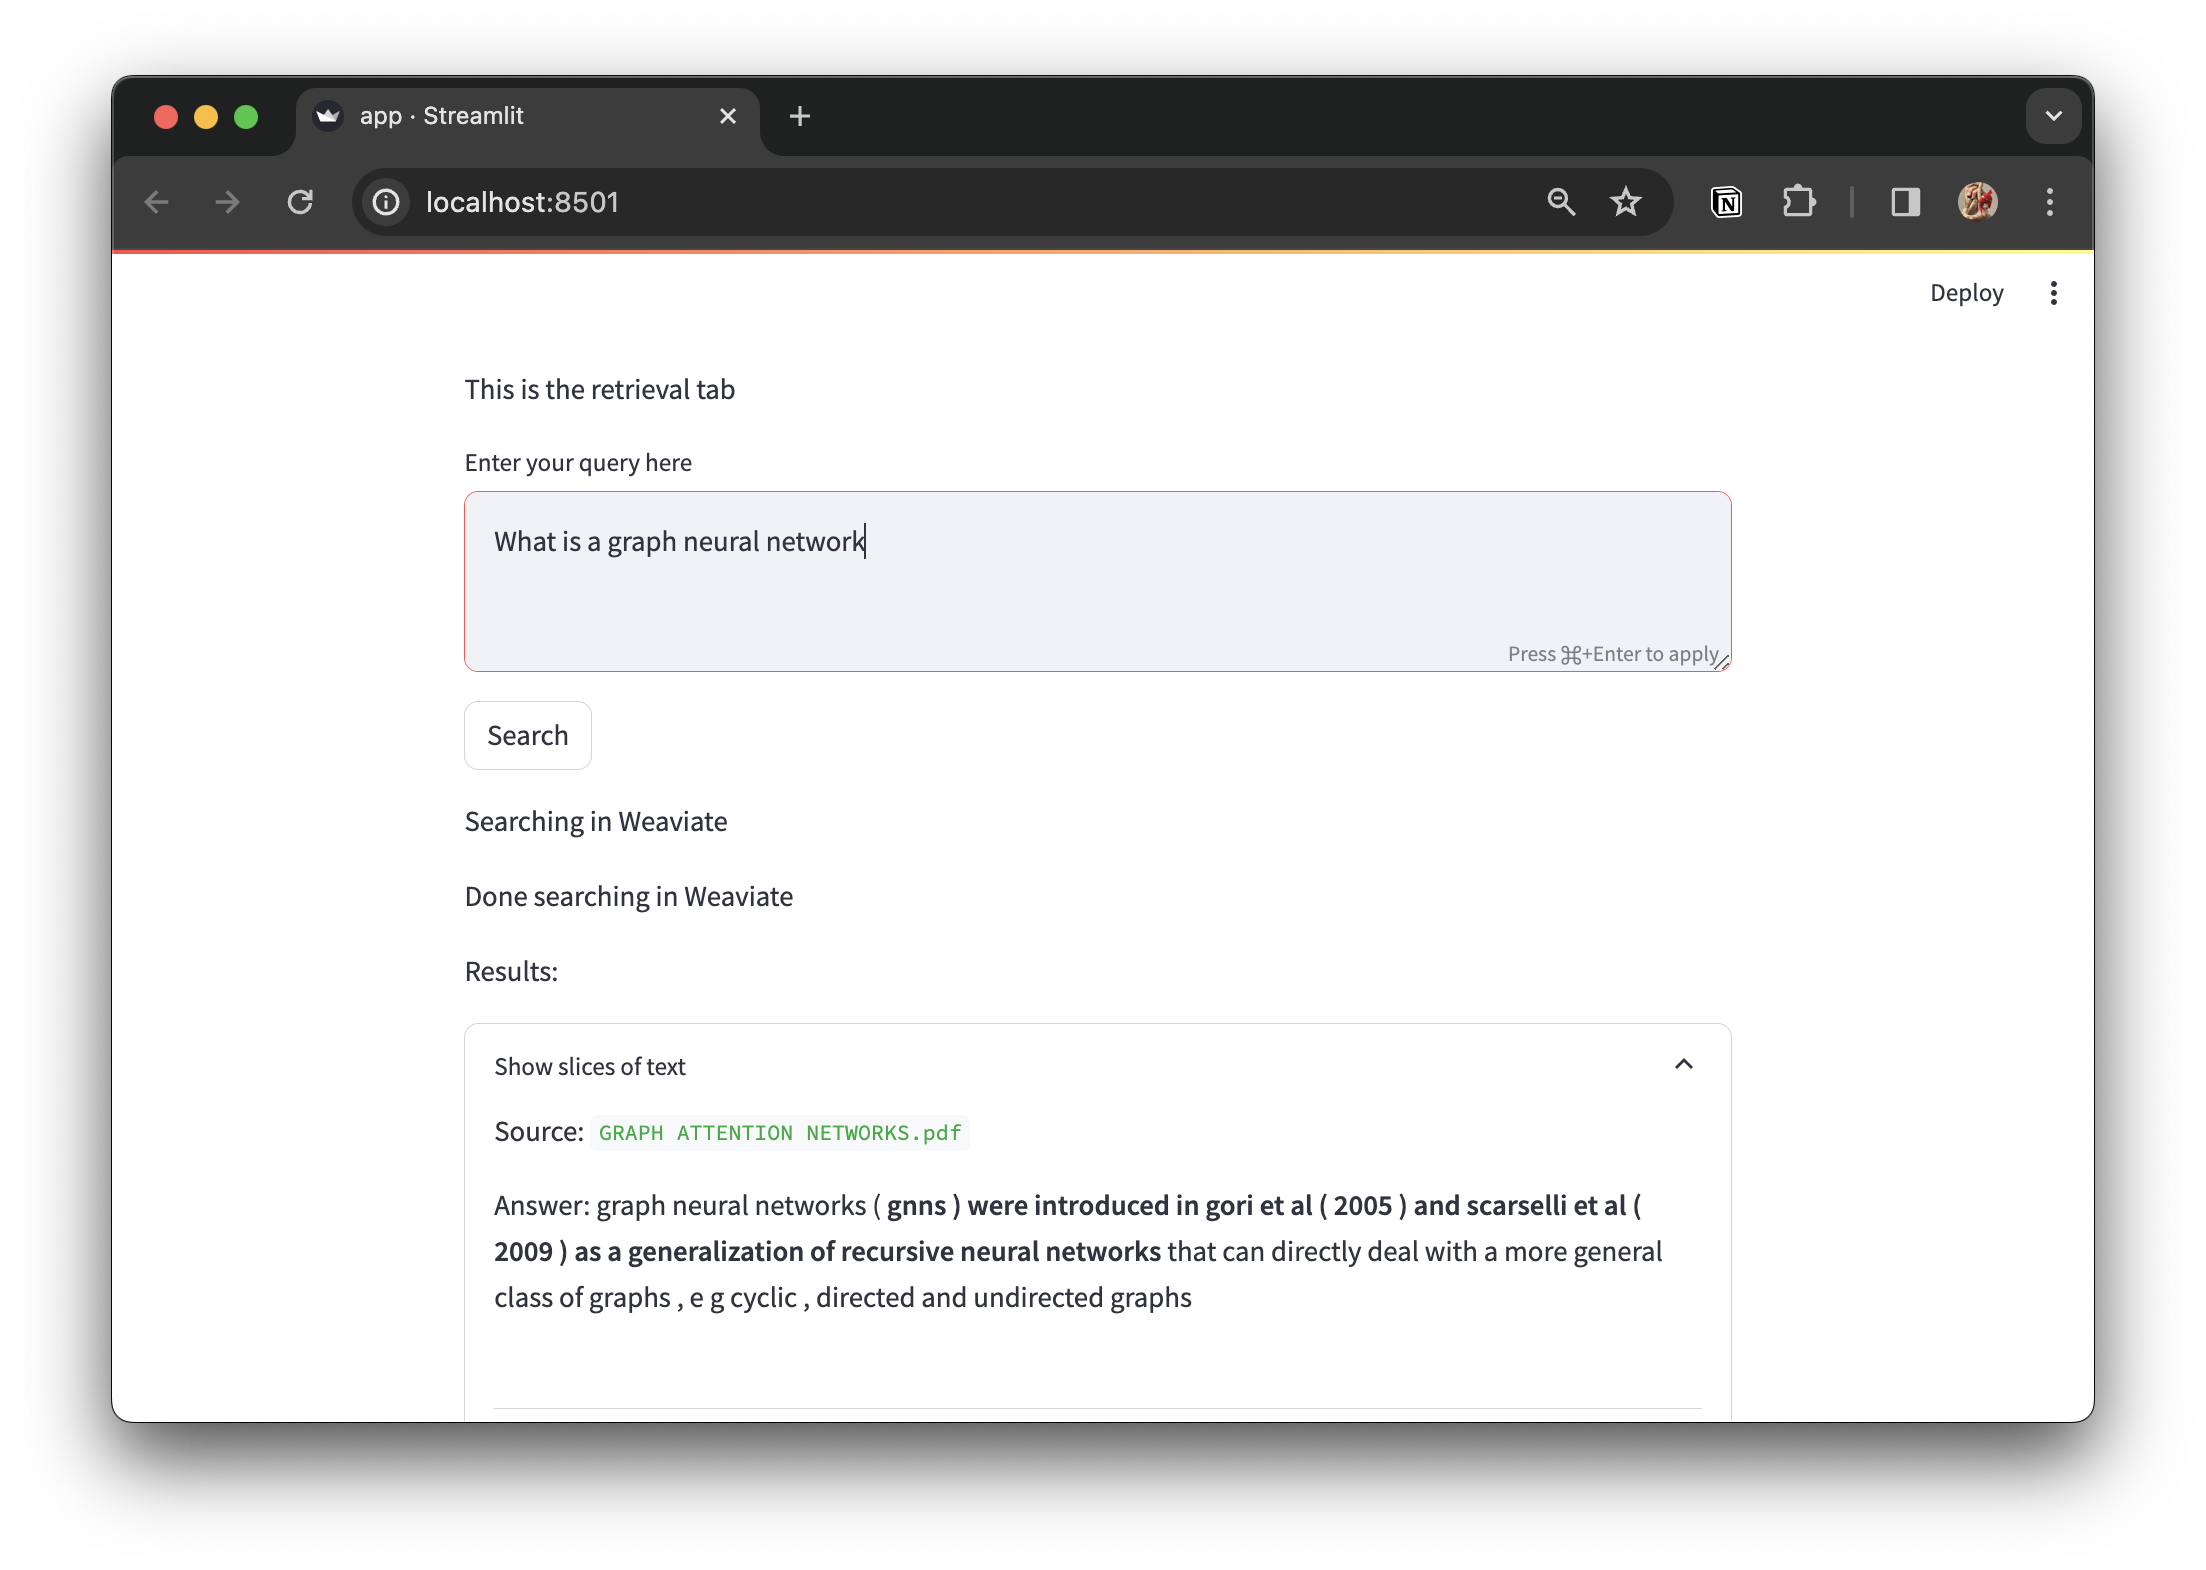 app · Streamlit
localhost:8501
Deploy
This is the retrieval tab
Enter your query here
What is a graph neural network
Press ⌘+Enter to apply
Search
Searching in Weaviate
Done searching in Weaviate
Results:
Show slices of text
Source: GRAPH ATTENTION NETWORKS.pdf
Answer: graph neural networks ( gnns ) were introduced in gori et al ( 2005 ) and scarselli et al (
2009 ) as a generalization of recursive neural networks that can directly deal with a more general
class of graphs , e g cyclic , directed and undirected graphs